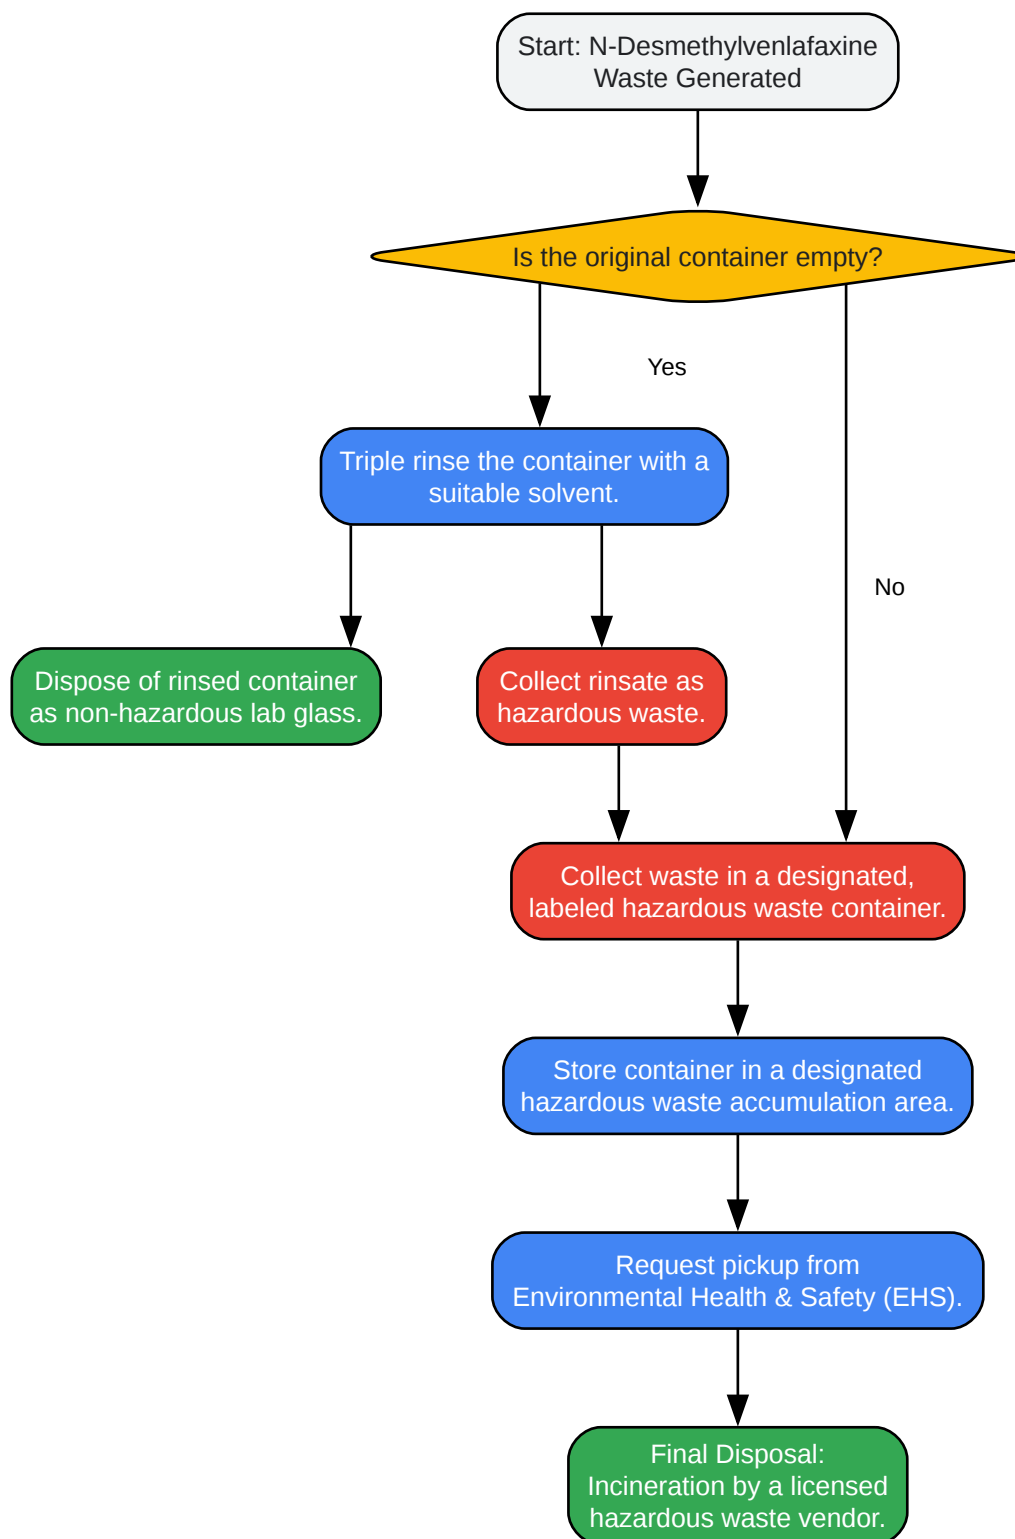 Start: N-Desmethylvenlafaxine
Waste Generated
Is the original container empty?
Yes
Triple rinse the container with a
suitable solvent.
No
Dispose of rinsed container
as non-hazardous lab glass.
Collect rinsate as
hazardous waste.
Collect waste in a designated,
labeled hazardous waste container.
Store container in a designated
hazardous waste accumulation area.
Request pickup from
Environmental Health & Safety (EHS).
Final Disposal:
Incineration by a licensed
hazardous waste vendor.